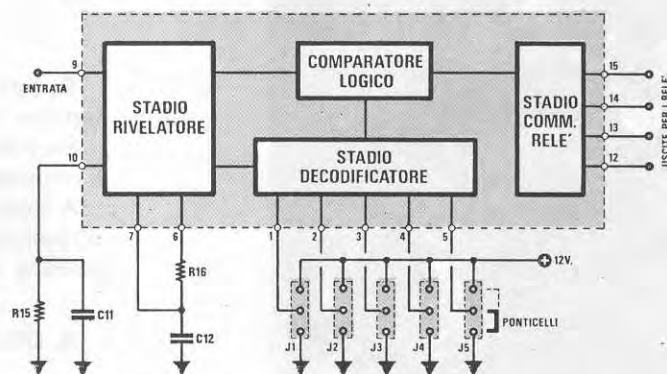 9
ENTRATA
10
STADIO
RIVELATORE
COMPARATORE
LOGICO
STADIO
DECODIFICATORE
STADIO
COMM.
RELE'
15
14
13
12
USCITE PER I RELE'
7
6
1
2
3
4
5
R16
12V.
R15
C11
C12
J1
J2
J3
J4
J5
PONTICELLI